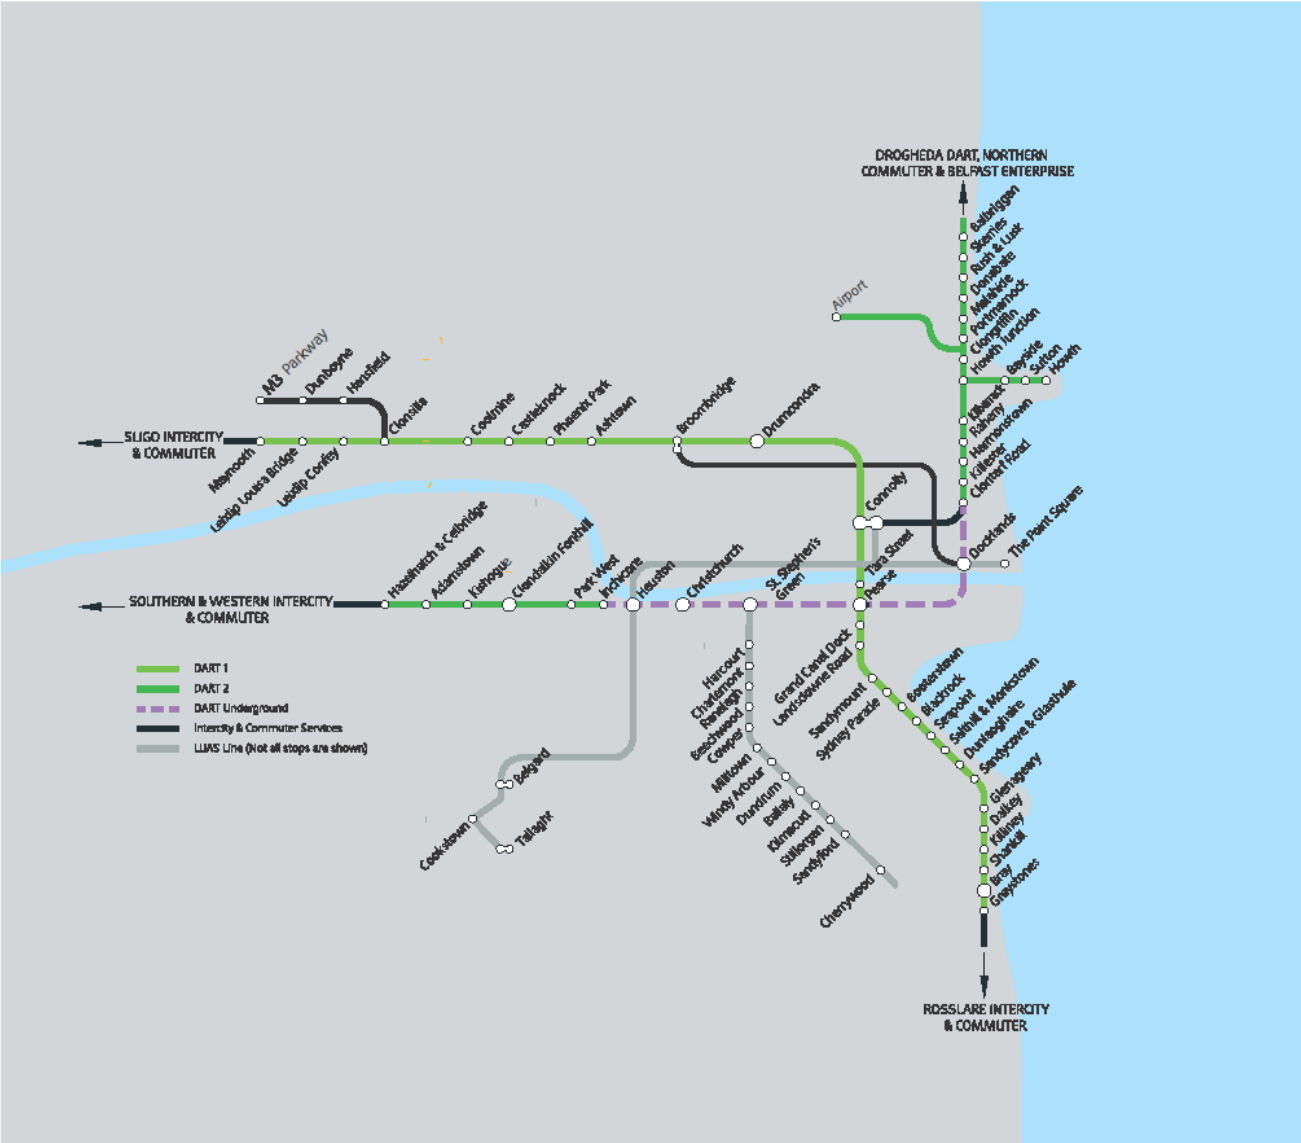 DROGHEDA DART, NORTHERN
COMMUTER & BELFAST ENTERPRISE
Balbriggan
Skerries
Rush & Lusk
Donabate
Malahide
Portmarnock
Clongriffin
Howth Junction
Bayside
Sutton
Howth
Airport
Kilbarrack
Raheny
Harmonstown
Killester
Clontarf Road
M3 Parkway
Dunboyne
Hansfield
Clonsilla
Coolmine
Castleknock
Phoenix Park
Ashtown
Broombridge
Drumcondra
SLIGO INTERCITY
& COMMUTER
Maynooth
Leixlip Louisa Bridge
Leixlip Confey
Connolly
Tara Street
Docklands
The Point Square
Hazelhatch & Celbridge
Adamstown
Kishogue
Clondalkin Fonthill
Park West
Inchicore
Heuston
Christchurch
St. Stephen's
Green
Pearse
SOUTHERN & WESTERN INTERCITY
& COMMUTER
DART 1
DART 2
DART Underground
Intercity & Commuter Services
LUAS Line (Not all stops are shown)
Grand Canal Dock
Landsdowne Road
Sandymount
Sydney Parade
Booterstown
Blackrock
Seapoint
Salthill & Monkstown
Dunlaoghaire
Sandycove & Glasthule
Glenageary
Dalkey
Killiney
Shankill
Bray
Greystones
Harcourt
Charlemont
Ranelagh
Beechwood
Cowper
Milltown
Windy Arbour
Dundrum
Balally
Kilmacud
Stillorgan
Sandyford
Cherrywood
Belgard
Cookstown
Tallaght
ROSSLARE INTERCITY
& COMMUTER